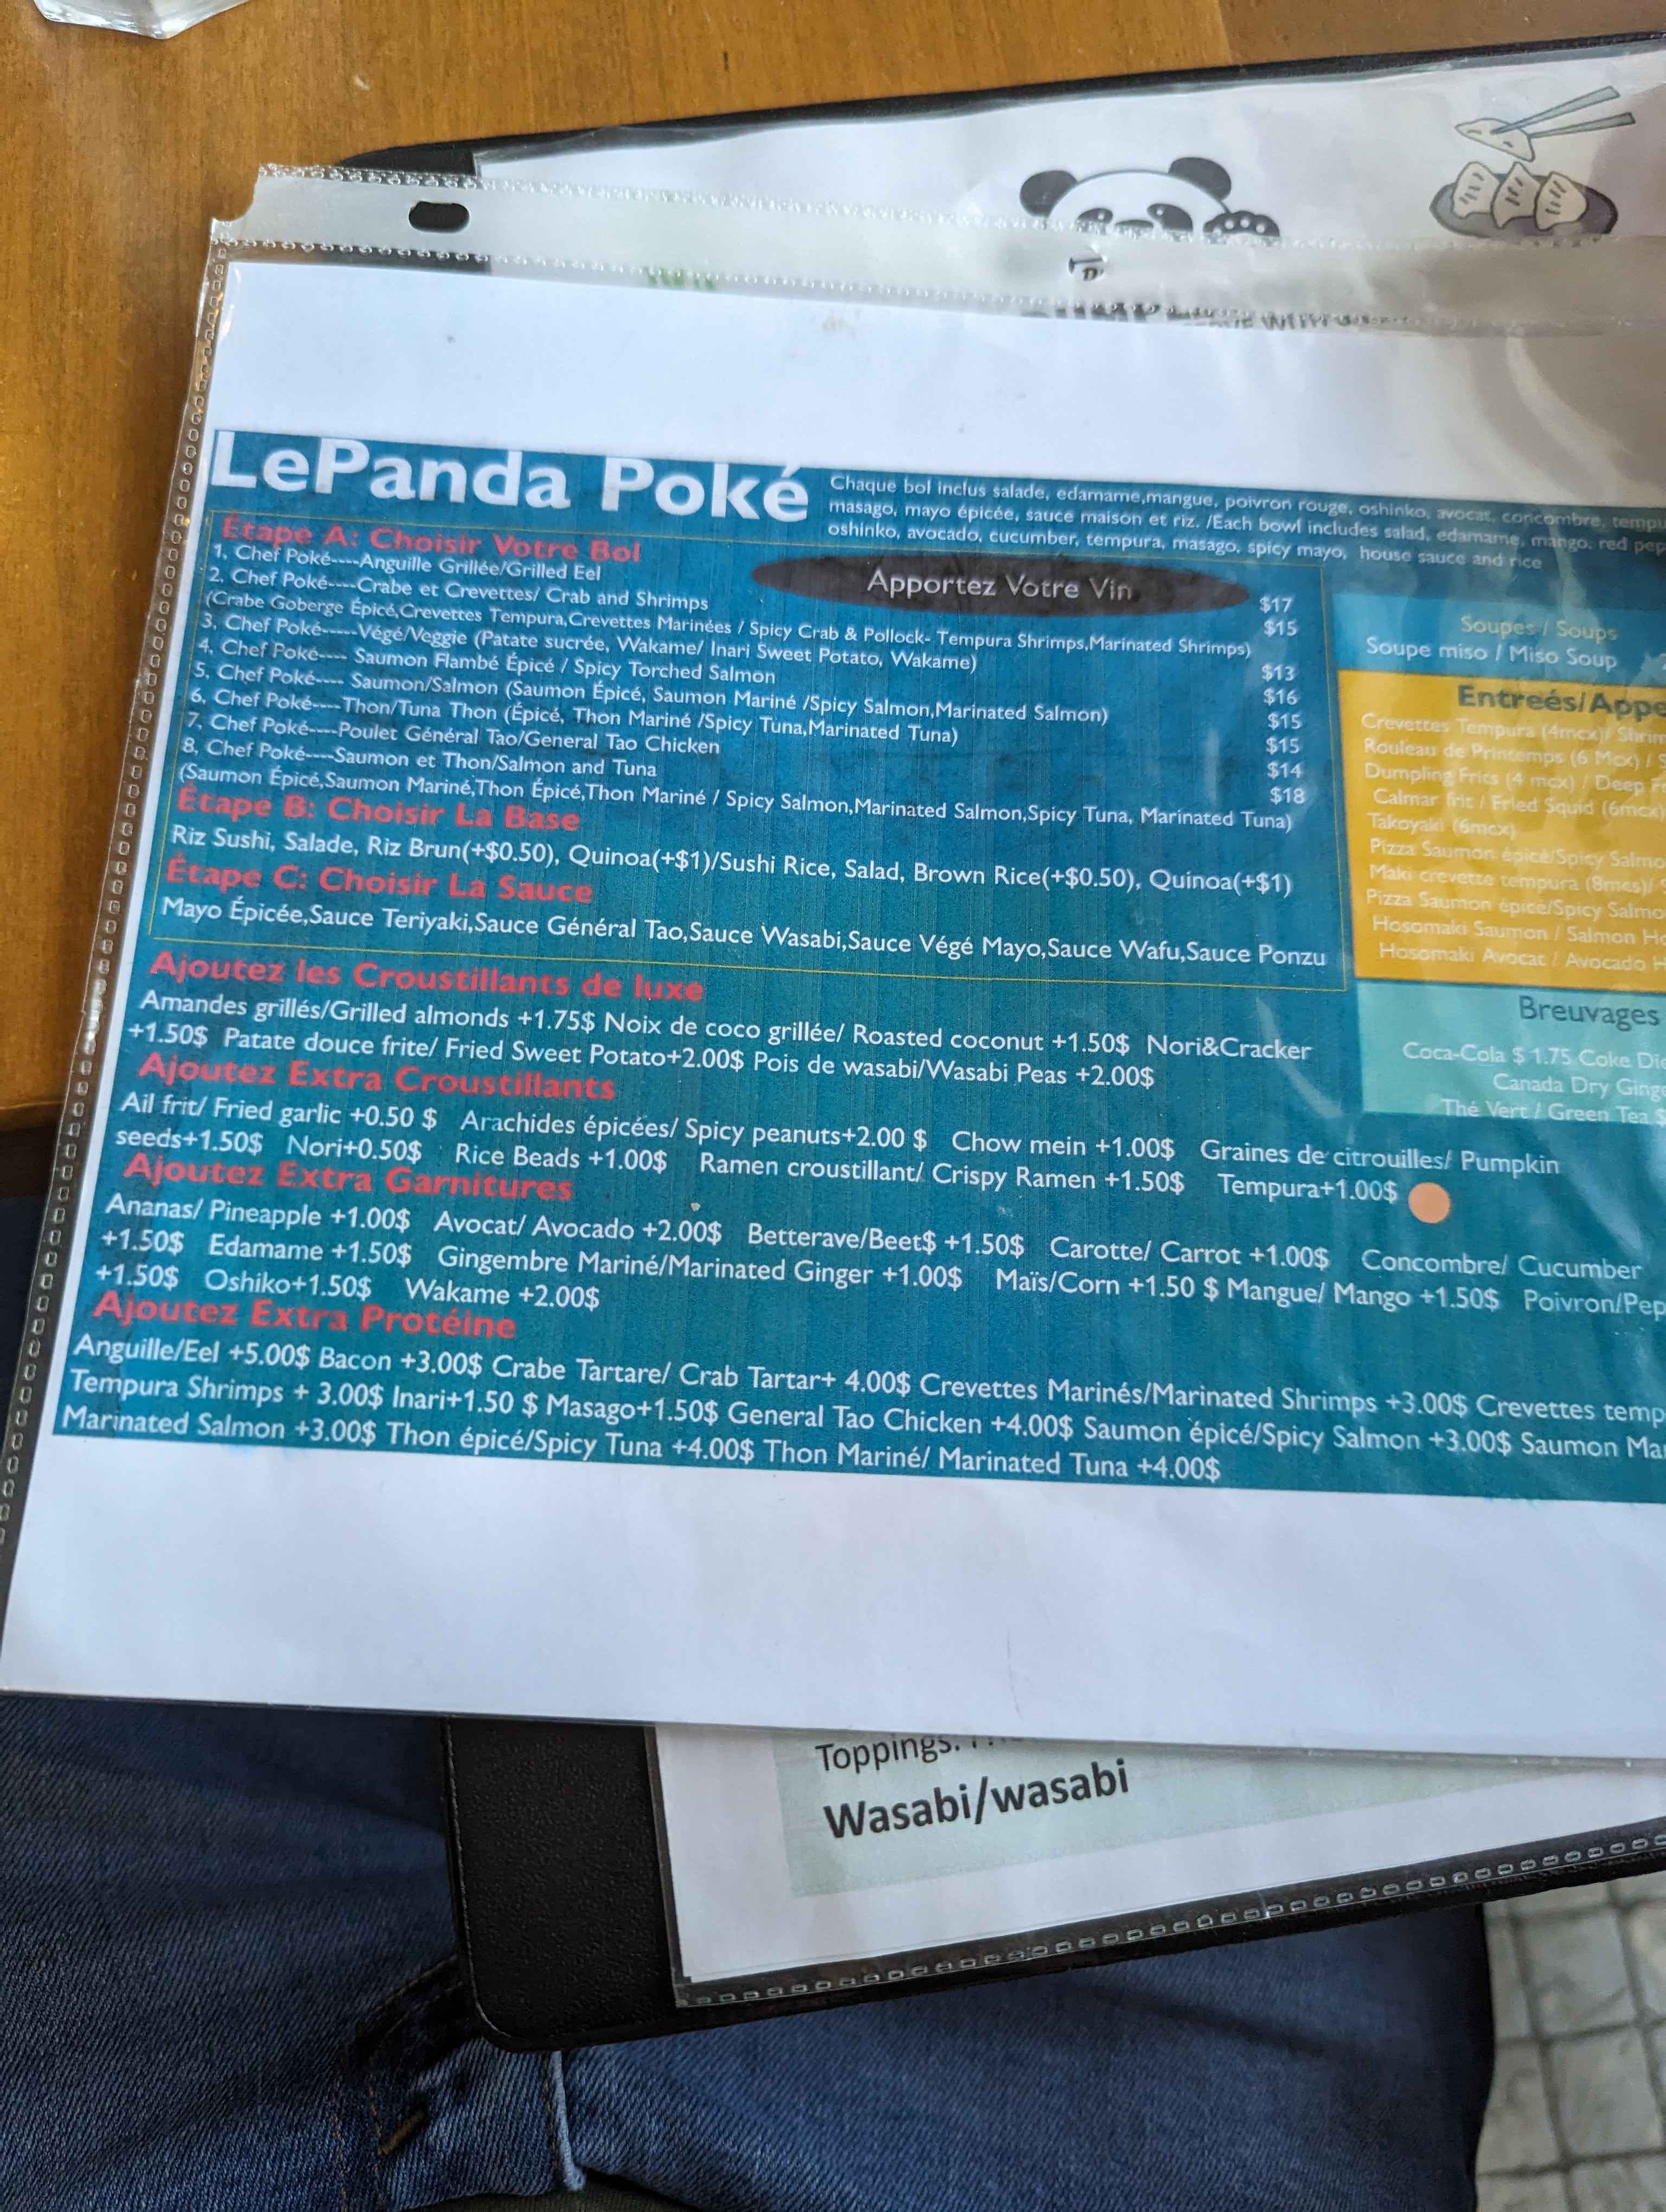 LePanda Poké
Chaque bol inclus salade, edamame,mangue, poivron rouge, oshinko, avocat, concombre, tempu
masago, mayo épicée, sauce maison et riz. /Each bowl includes salad, edamame, mango. red pep
oshinko, avocado, cucumber, tempura, masago, spicy mayo, house sauce and rice
Étape A: Choisir Votre Bol
Apportez Votre Vin
1, Chef Poké----Anguille Grillée/Grilled Eel $17
2, Chef Poké----Crabe et Crevettes/ Crab and Shrimps $15
(Crabe Goberge Épicé,Crevettes Tempura,Crevettes Marinées / Spicy Crab & Pollock- Tempura Shrimps,Marinated Shrimps)
3, Chef Poké-----Végé/Veggie (Patate sucrée, Wakame/ Inari Sweet Potato, Wakame) $13
4, Chef Poké---- Saumon Flambé Épicé / Spicy Torched Salmon $16
5, Chef Poké---- Saumon/Salmon (Saumon Épicé, Saumon Mariné /Spicy Salmon,Marinated Salmon) $15
6, Chef Poké----Thon/Tuna Thon (Épicé, Thon Mariné /Spicy Tuna,Marinated Tuna) $15
7, Chef Poké----Poulet Général Tao/General Tao Chicken $14
8, Chef Poké----Saumon et Thon/Salmon and Tuna $18
(Saumon Épicé,Saumon Mariné,Thon Épicé,Thon Mariné / Spicy Salmon,Marinated Salmon,Spicy Tuna, Marinated Tuna)
Étape B: Choisir La Base
Riz Sushi, Salade, Riz Brun(+$0.50), Quinoa(+$1)/Sushi Rice, Salad, Brown Rice(+$0.50), Quinoa(+$1)
Étape C: Choisir La Sauce
Mayo Épicée,Sauce Teriyaki,Sauce Général Tao,Sauce Wasabi,Sauce Végé Mayo,Sauce Wafu,Sauce Ponzu
Ajoutez les Croustillants de luxe
Amandes grillés/Grilled almonds +1.75$ Noix de coco grillée/ Roasted coconut +1.50$ Nori&Cracker
+1.50$ Patate douce frite/ Fried Sweet Potato+2.00$ Pois de wasabi/Wasabi Peas +2.00$
Ajoutez Extra Croustillants
Ail frit/ Fried garlic +0.50 $ Arachides épicées/ Spicy peanuts+2.00 $ Chow mein +1.00$ Graines de citrouilles/ Pumpkin
seeds+1.50$ Nori+0.50$ Rice Beads +1.00$ Ramen croustillant/ Crispy Ramen +1.50$ Tempura+1.00$
Ajoutez Extra Garnitures
Ananas/ Pineapple +1.00$ Avocat/ Avocado +2.00$ Betterave/Beet$ +1.50$ Carotte/ Carrot +1.00$ Concombre/ Cucumber
+1.50$ Edamame +1.50$ Gingembre Mariné/Marinated Ginger +1.00$ Maïs/Corn +1.50 $ Mangue/ Mango +1.50$ Poivron/Pep
+1.50$ Oshiko+1.50$ Wakame +2.00$
Ajoutez Extra Protéine
Anguille/Eel +5.00$ Bacon +3.00$ Crabe Tartare/ Crab Tartar+ 4.00$ Crevettes Marinés/Marinated Shrimps +3.00$ Crevettes temp
Tempura Shrimps + 3.00$ Inari+1.50 $ Masago+1.50$ General Tao Chicken +4.00$ Saumon épicé/Spicy Salmon +3.00$ Saumon Mar
Marinated Salmon +3.00$ Thon épicé/Spicy Tuna +4.00$ Thon Mariné/ Marinated Tuna +4.00$
Soupes / Soups
Soupe miso / Miso Soup
Entreés/Appe
Crevettes Tempura (4mcx)/ Shrim
Rouleau de Printemps (6 Mcx) / S
Dumpling Frits (4 mcx) / Deep Fr
Calmar frit / Fried Squid (6mcx)
Takoyaki (6mcx)
Pizza Saumon épicé/Spicy Salmo
Maki crevette tempura (8mcs)/ S
Pizza Saumon épicé/Spicy Salmo
Hosomaki Saumon / Salmon Ho
Hosomaki Avocat / Avocado H
Breuvages
Coca-Cola $ 1.75 Coke Die
Canada Dry Ginge
Thé Vert / Green Tea $
Toppings.
Wasabi/wasabi